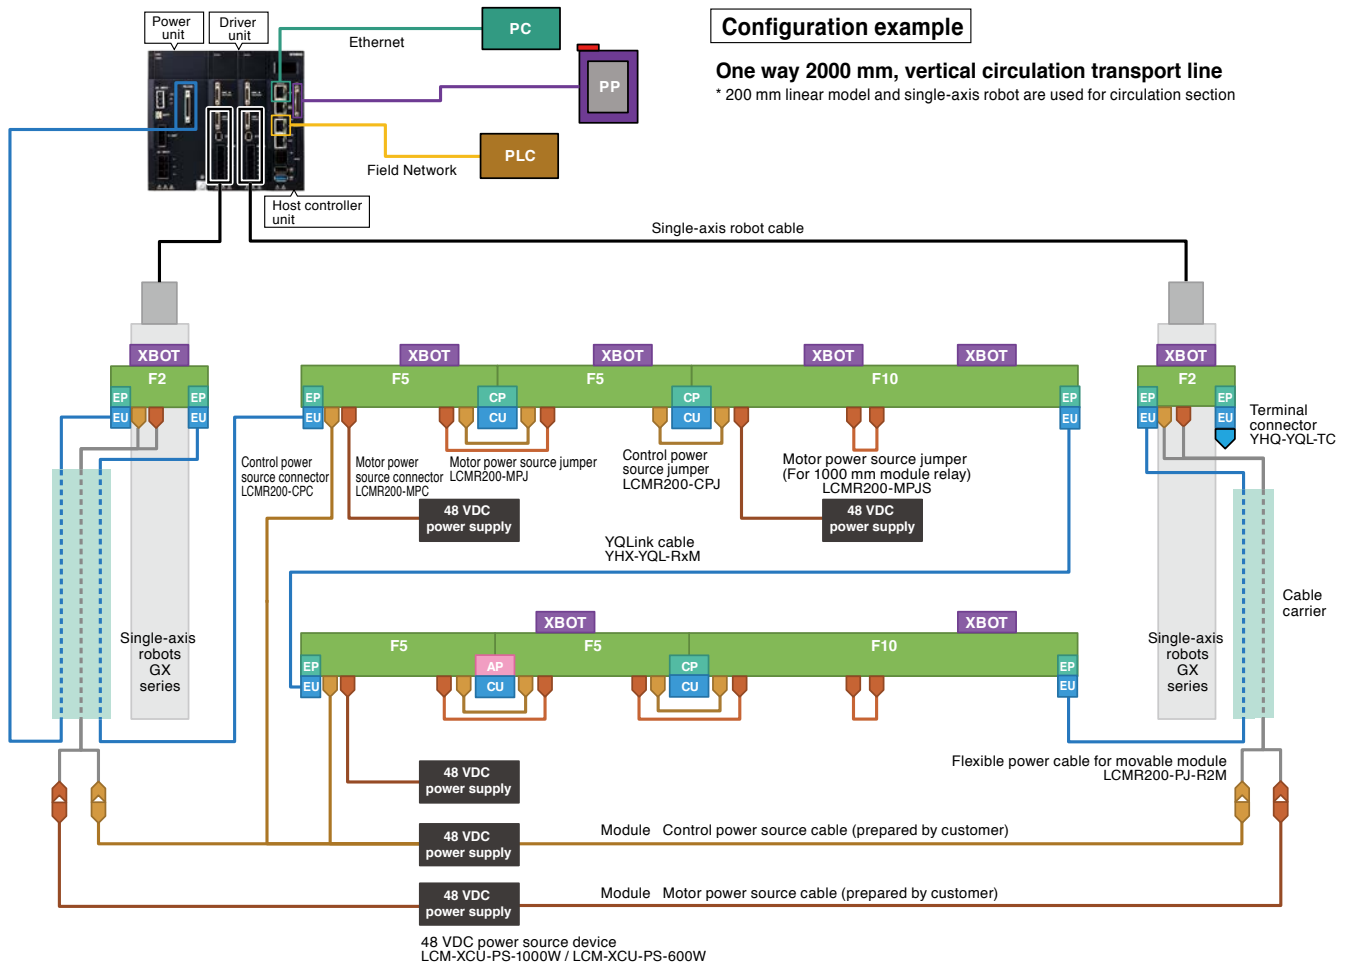 Power
unit
Driver
unit
Ethernet
PC
PP
Field Network
PLC
Host controller
unit
Configuration example
One way 2000 mm, vertical circulation transport line
* 200 mm linear model and single-axis robot are used for circulation section
Single-axis robot cable
XBOT
F2
EP
EU
EP
EU
XBOT
XBOT
XBOT
XBOT
F5
F5
F10
EP
EU
CP
CU
CP
CU
EP
EU
XBOT
F2
EP
EU
EP
EU
Terminal
connector
YHQ-YQL-TC
Control power
source connector
LCMR200-CPC
Motor power
source connector
LCMR200-MPC
Motor power source jumper
LCMR200-MPJ
Control power
source jumper
LCMR200-CPJ
Motor power source jumper
(For 1000 mm module relay)
LCMR200-MPJS
48 VDC
power supply
48 VDC
power supply
YQLink cable
YHX-YQL-RxM
Cable
carrier
Single-axis
robots
GX
series
XBOT
XBOT
F5
F5
F10
EP
EU
AP
CU
CP
CU
EP
EU
Single-axis
robots
GX
series
Flexible power cable for movable module
LCMR200-PJ-R2M
48 VDC
power supply
48 VDC
power supply
Module Control power source cable (prepared by customer)
48 VDC
power supply
Module Motor power source cable (prepared by customer)
48 VDC power source device
LCM-XCU-PS-1000W / LCM-XCU-PS-600W